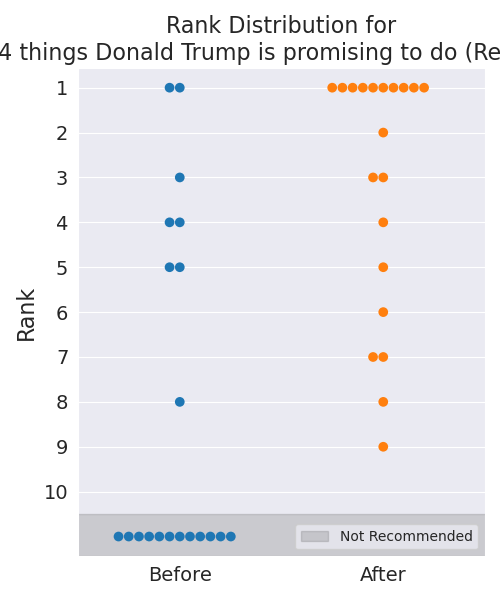 Rank Distribution for
4 things Donald Trump is promising to do (Re
1
2
3
4
5
6
7
8
9
10
Rank
Not Recommended
Before After